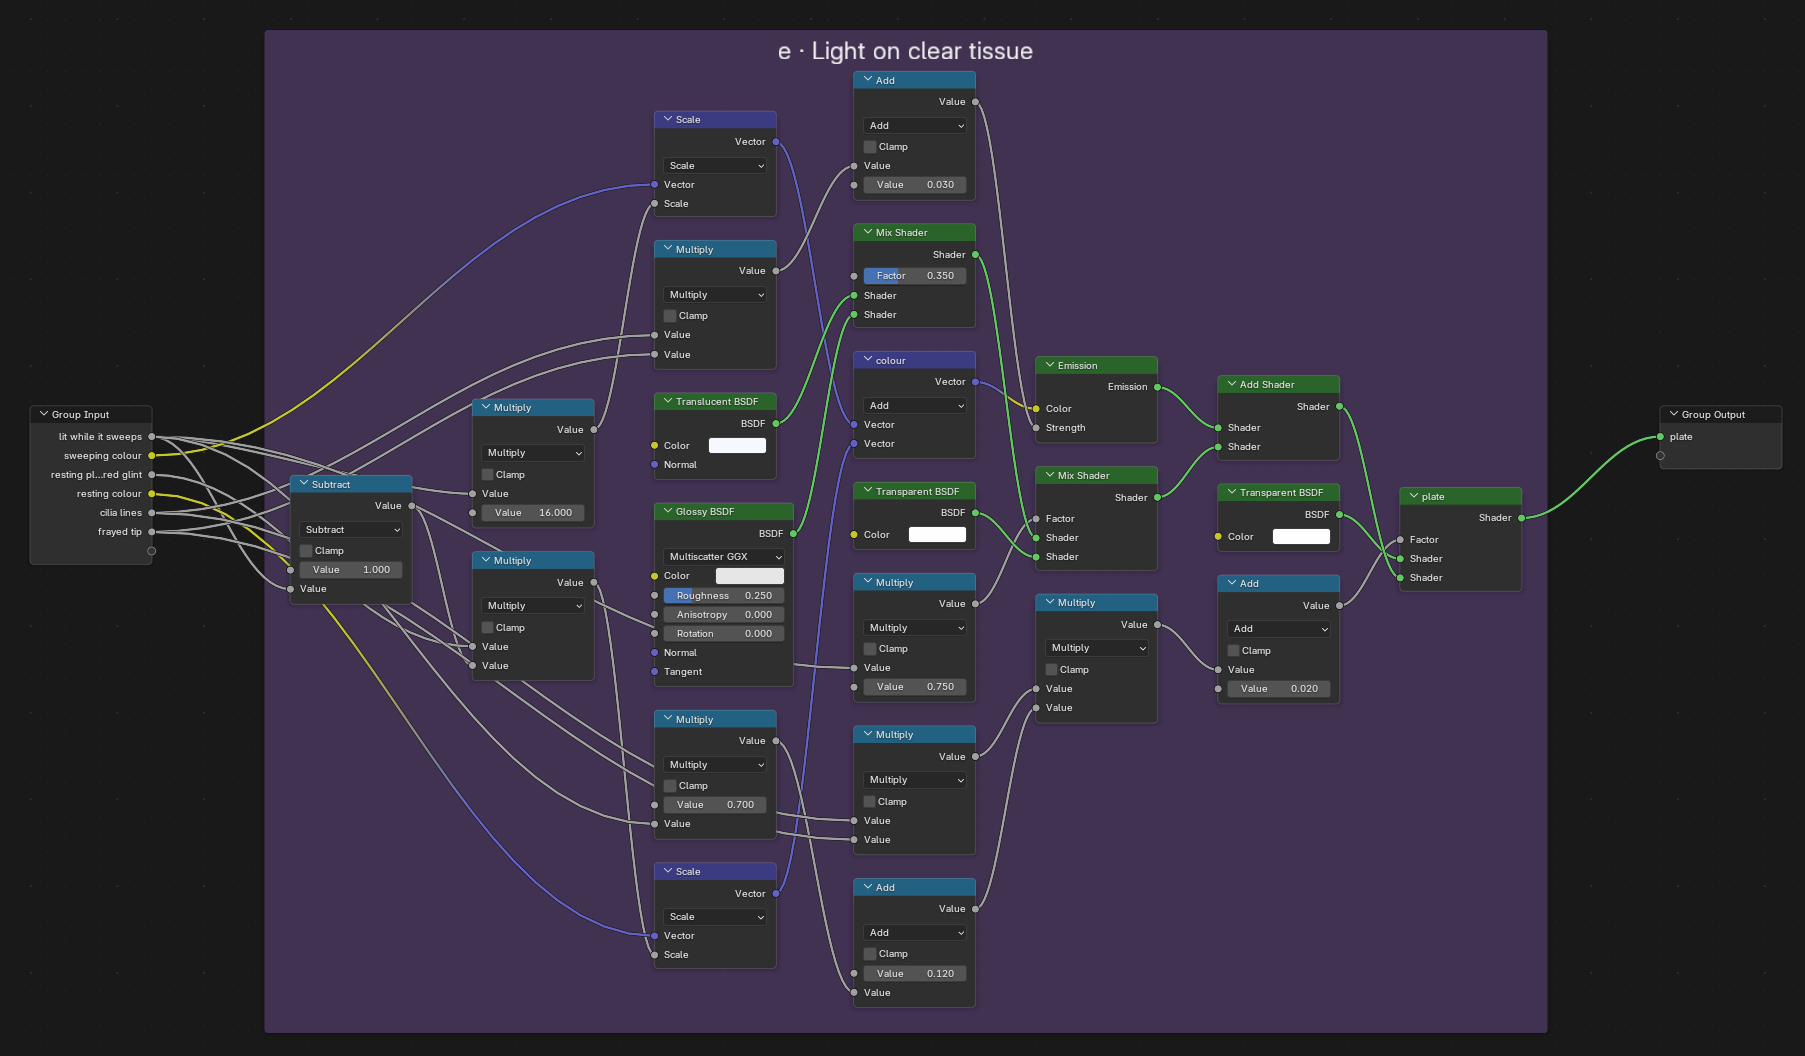 e · Light on clear tissue
Group Input
lit while it sweeps
sweeping colour
resting pl...red glint
resting colour
cilia lines
frayed tip
Subtract
Value
Subtract
Clamp
Value 1.000
Value
Multiply
Value
Multiply
Clamp
Value
Value 16.000
Multiply
Value
Multiply
Clamp
Value
Value
Scale
Vector
Scale
Vector
Scale
Multiply
Value
Multiply
Clamp
Value
Value
Translucent BSDF
BSDF
Color
Normal
Glossy BSDF
BSDF
Multiscatter GGX
Color
Roughness 0.250
Anisotropy 0.000
Rotation 0.000
Normal
Tangent
Multiply
Value
Multiply
Clamp
Value 0.700
Value
Scale
Vector
Scale
Vector
Scale
Add
Value
Add
Clamp
Value
Value 0.030
Mix Shader
Shader
Factor 0.350
Shader
Shader
colour
Vector
Add
Vector
Vector
Transparent BSDF
BSDF
Color
Multiply
Value
Multiply
Clamp
Value
Value 0.750
Multiply
Value
Multiply
Clamp
Value
Value
Add
Value
Add
Clamp
Value 0.120
Value
Emission
Emission
Color
Strength
Mix Shader
Shader
Factor
Shader
Shader
Multiply
Value
Multiply
Clamp
Value
Value
Add Shader
Shader
Shader
Shader
Transparent BSDF
BSDF
Color
Add
Value
Add
Clamp
Value
Value 0.020
plate
Shader
Factor
Shader
Shader
Group Output
plate